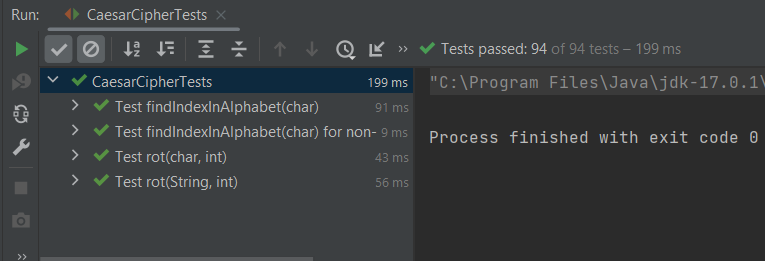 Run: CaesarCipherTests
Tests passed: 94 of 94 tests – 199 ms
CaesarCipherTests 199 ms
Test findIndexInAlphabet(char) 91 ms
Test findIndexInAlphabet(char) for non- 9 ms
Test rot(char, int) 43 ms
Test rot(String, int) 56 ms
"C:\Program Files\Java\jdk-17.0.1\
Process finished with exit code 0